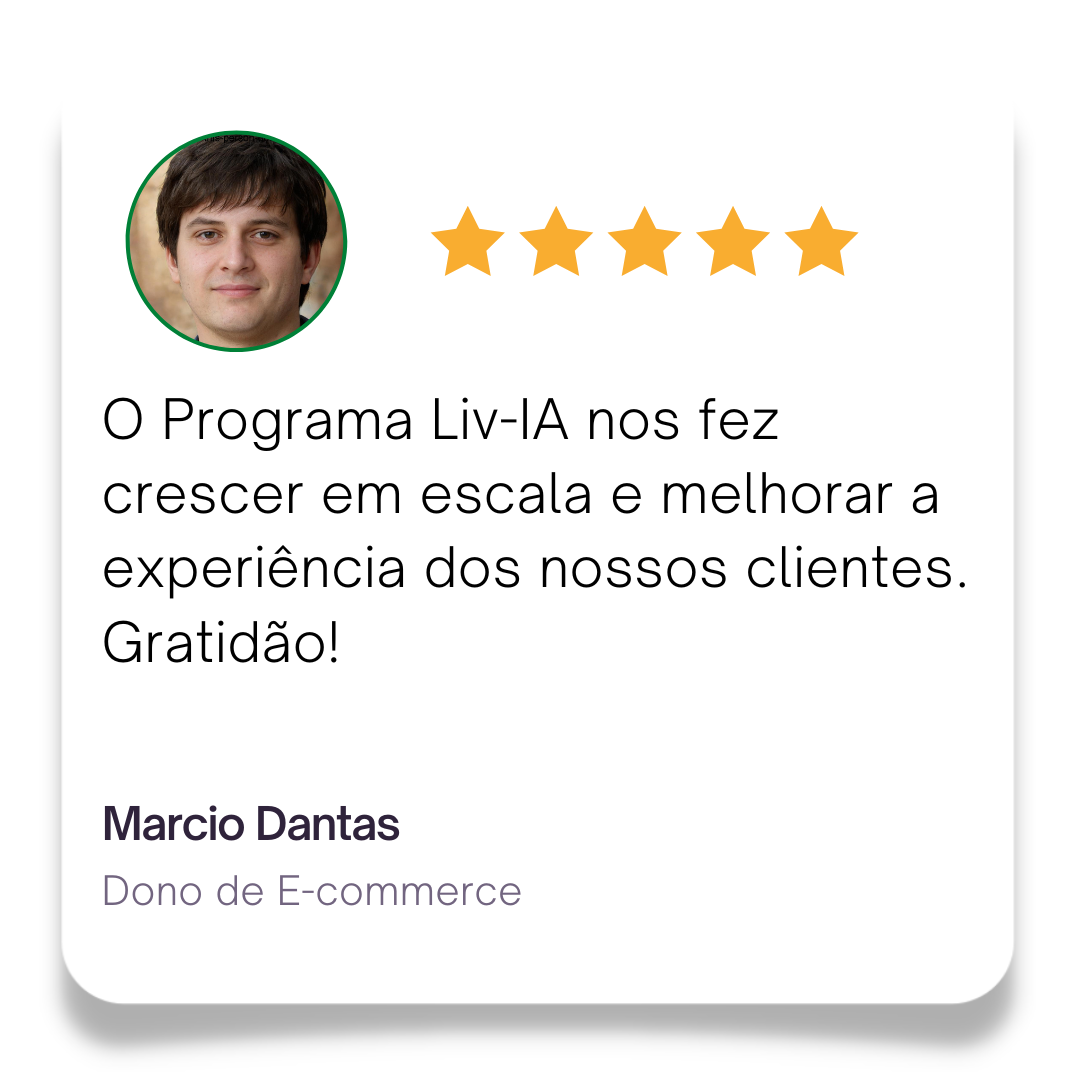 O Programa Liv-IA nos fez
crescer em escala e melhorar a
experiência dos nossos clientes.
Gratidão!
Marcio Dantas
Dono de E-commerce